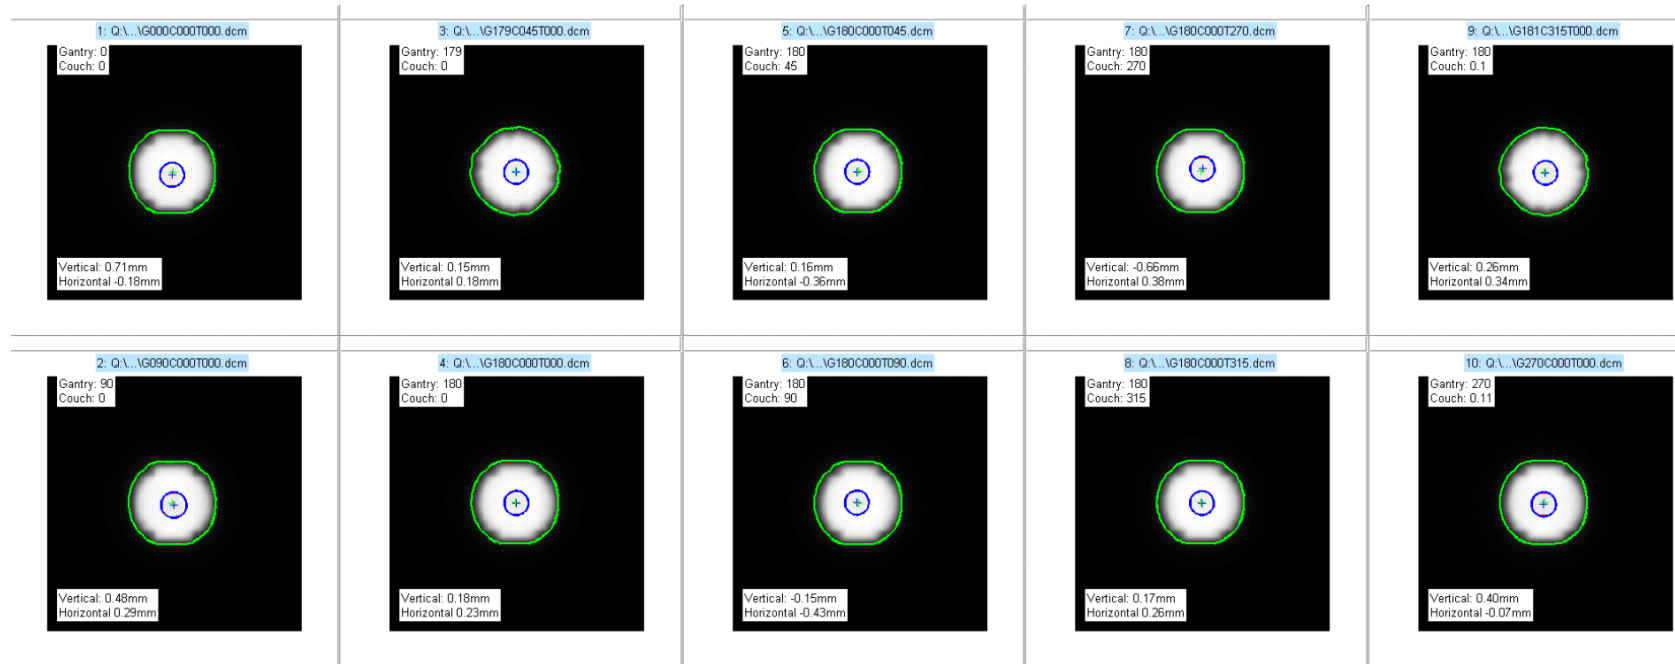 1: Q:\...\G000C000T000.dcm
Gantry: 0
Couch: 0
Vertical: 0.71mm
Horizontal -0.18mm
3: Q:\...\G179C045T000.dcm
Gantry: 179
Couch: 0
Vertical: 0.15mm
Horizontal 0.18mm
5: Q:\...\G180C000T045.dcm
Gantry: 180
Couch: 45
Vertical: 0.16mm
Horizontal -0.36mm
7: Q:\...\G180C000T270.dcm
Gantry: 180
Couch: 270
Vertical: -0.66mm
Horizontal 0.38mm
9: Q:\...\G181C315T000.dcm
Gantry: 180
Couch: 0.1
Vertical: 0.26mm
Horizontal 0.34mm
2: Q:\...\G090C000T000.dcm
Gantry: 90
Couch: 0
Vertical: 0.48mm
Horizontal 0.29mm
4: Q:\...\G180C000T000.dcm
Gantry: 180
Couch: 0
Vertical: 0.18mm
Horizontal 0.23mm
6: Q:\...\G180C000T090.dcm
Gantry: 180
Couch: 90
Vertical: -0.15mm
Horizontal -0.43mm
8: Q:\...\G180C000T315.dcm
Gantry: 180
Couch: 315
Vertical: 0.17mm
Horizontal 0.26mm
10: Q:\...\G270C000T000.dcm
Gantry: 270
Couch: 0.11
Vertical: 0.40mm
Horizontal -0.07mm